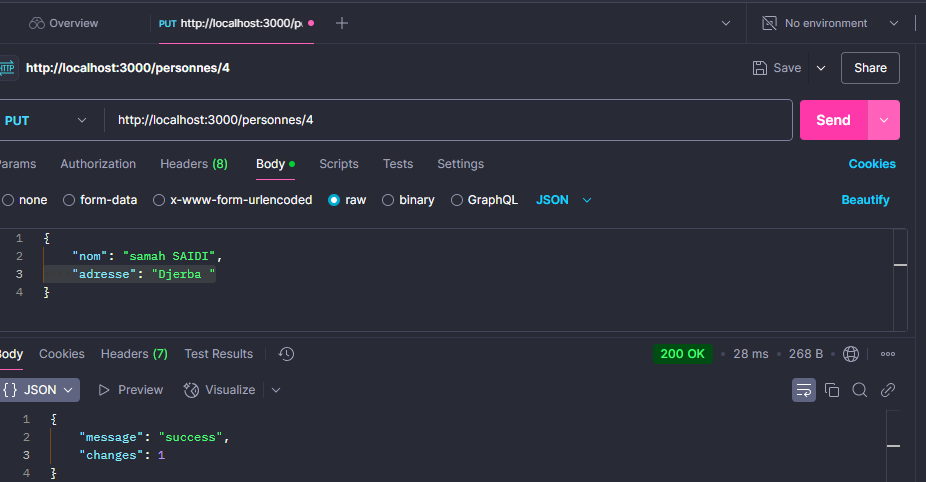 Overview
PUT http://localhost:3000/p
No environment
HTTP http://localhost:3000/personnes/4
Save
Share
PUT
http://localhost:3000/personnes/4
Send
arams Authorization Headers (8) Body Scripts Tests Settings Cookies
none form-data x-www-form-urlencoded raw binary GraphQL JSON Beautify
1 {
2 "nom": "samah SAIDI",
3 "adresse": "Djerba "
4 }
ody Cookies Headers (7) Test Results 200 OK 28 ms 268 B
{} JSON Preview Visualize
1 {
2 "message": "success",
3 "changes": 1
4 }